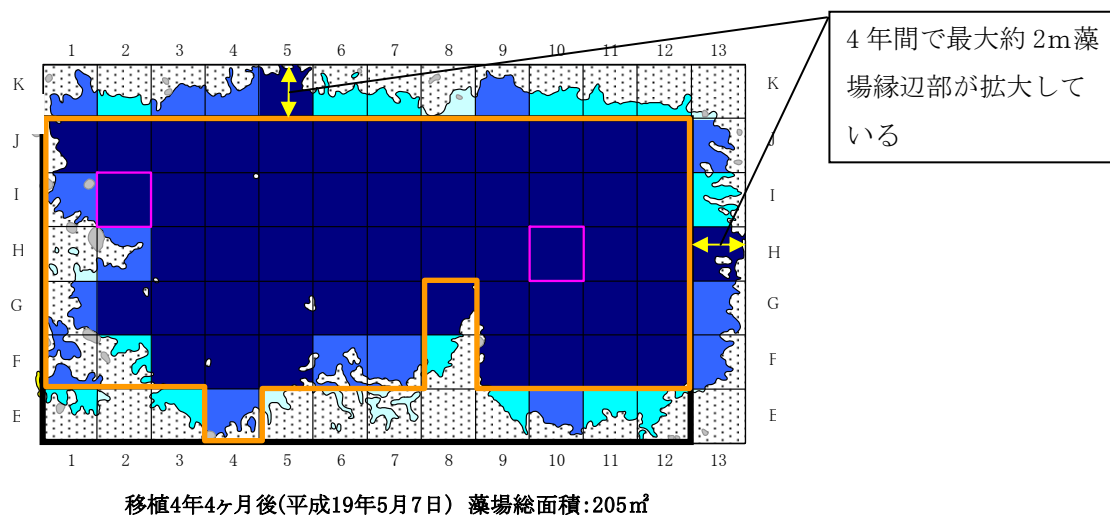 1 2 3 4 5 6 7 8 9 10 11 12 13
4年間で最大約2m藻
場縁辺部が拡大して
いる
K K
J J
I I
H H
G G
F F
E E
1 2 3 4 5 6 7 8 9 10 11 12 13
移植4年4ヶ月後(平成19年5月7日) 藻場総面積:205㎡